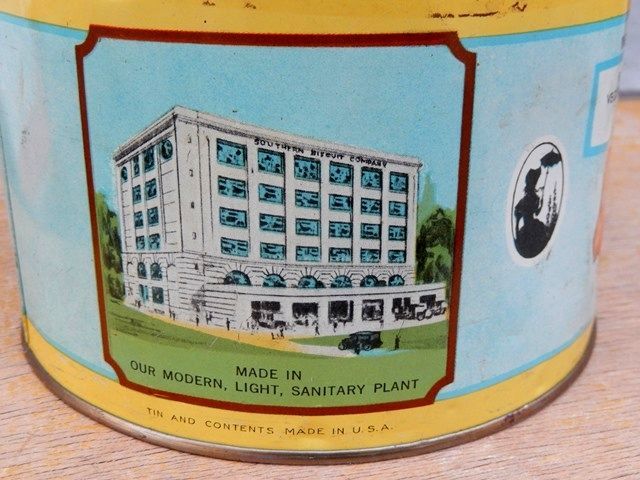 SOUTHERN BISCUIT COMPANY
MADE IN
OUR MODERN, LIGHT, SANITARY PLANT
TIN AND CONTENTS MADE IN U.S.A.